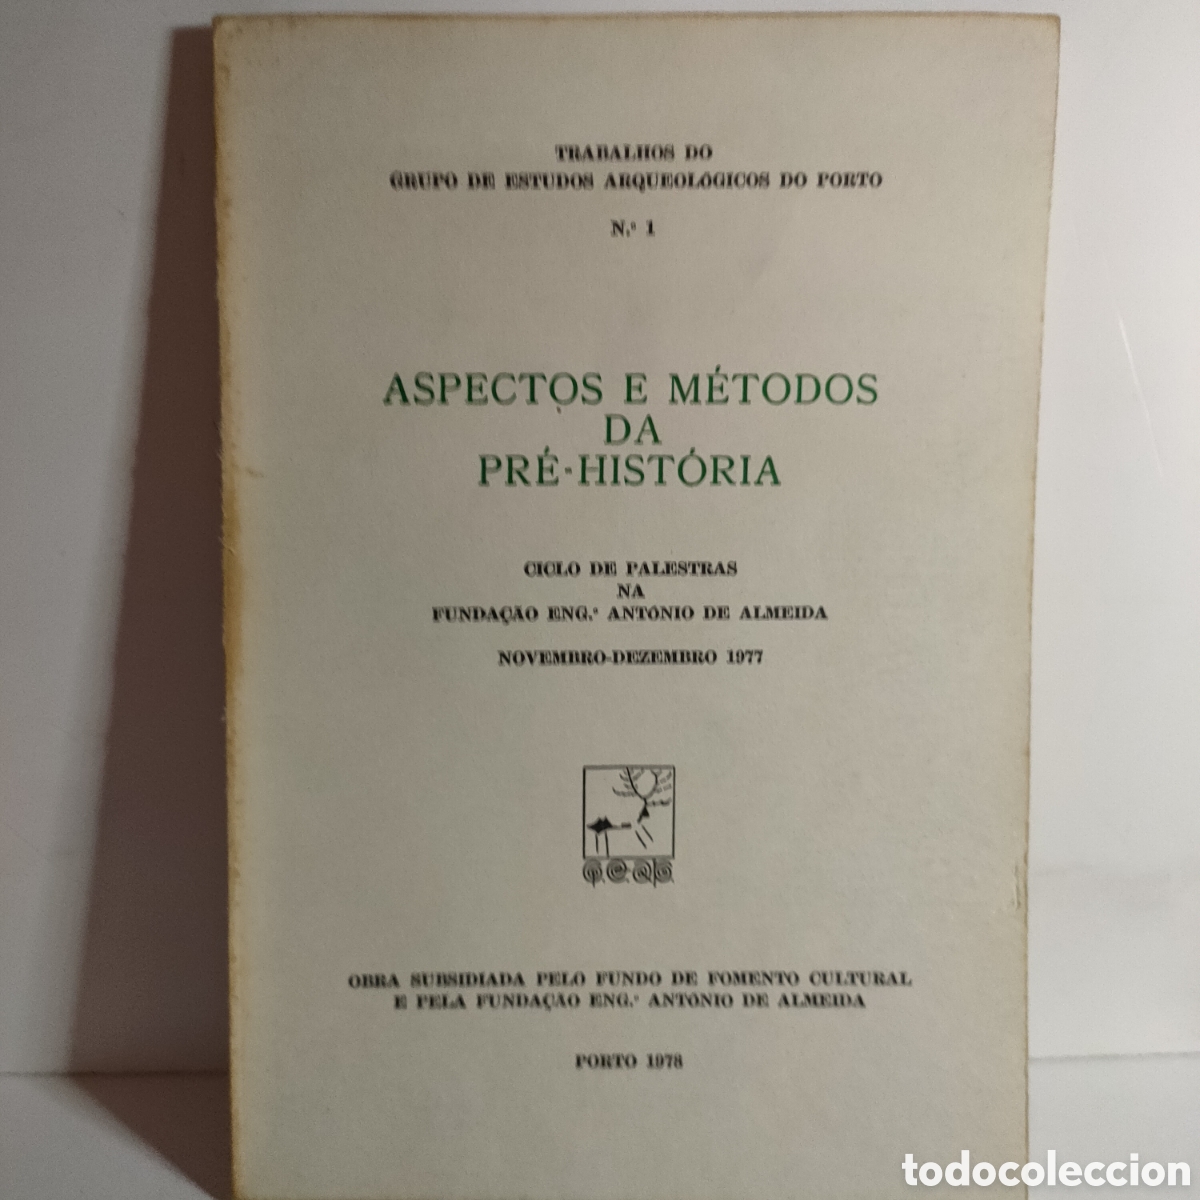 TRABALHOS DO
GRUPO DE ESTUDOS ARQUEOLÓGICOS DO PORTO
N.º 1
ASPECTOS E MÉTODOS
DA
PRÉ-HISTÓRIA
CICLO DE PALESTRAS
NA
FUNDAÇÃO ENG.º ANTÓNIO DE ALMEIDA
NOVEMBRO-DEZEMBRO 1977
G.E.A.P.
OBRA SUBSIDIADA PELO FUNDO DE FOMENTO CULTURAL
E PELA FUNDAÇÃO ENG.º ANTÓNIO DE ALMEIDA
PORTO 1978
todocoleccion